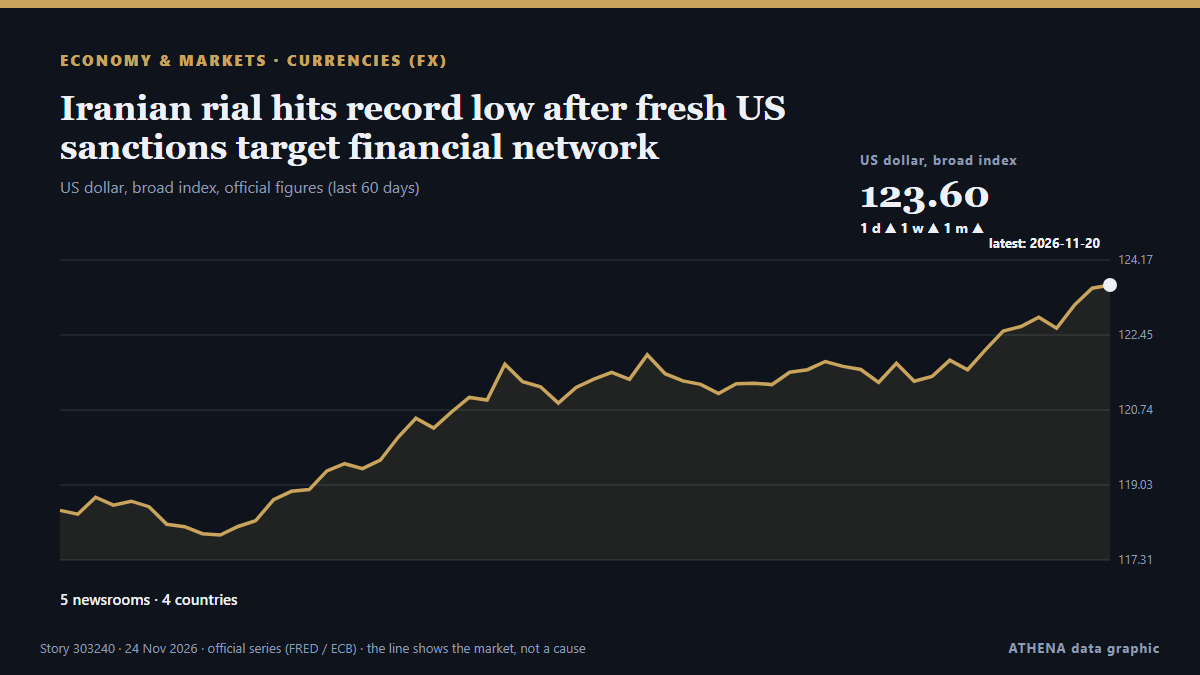 ECONOMY & MARKETS · CURRENCIES (FX)
Iranian rial hits record low after fresh US
sanctions target financial network
US dollar, broad index, official figures (last 60 days)
US dollar, broad index
123.60
1 d ▲ 1 w ▲ 1 m ▲
latest: 2026-11-20
124.17
122.45
120.74
119.03
117.31
5 newsrooms · 4 countries
Story 303240 · 24 Nov 2026 · official series (FRED / ECB) · the line shows the market, not a cause
ATHENA data graphic